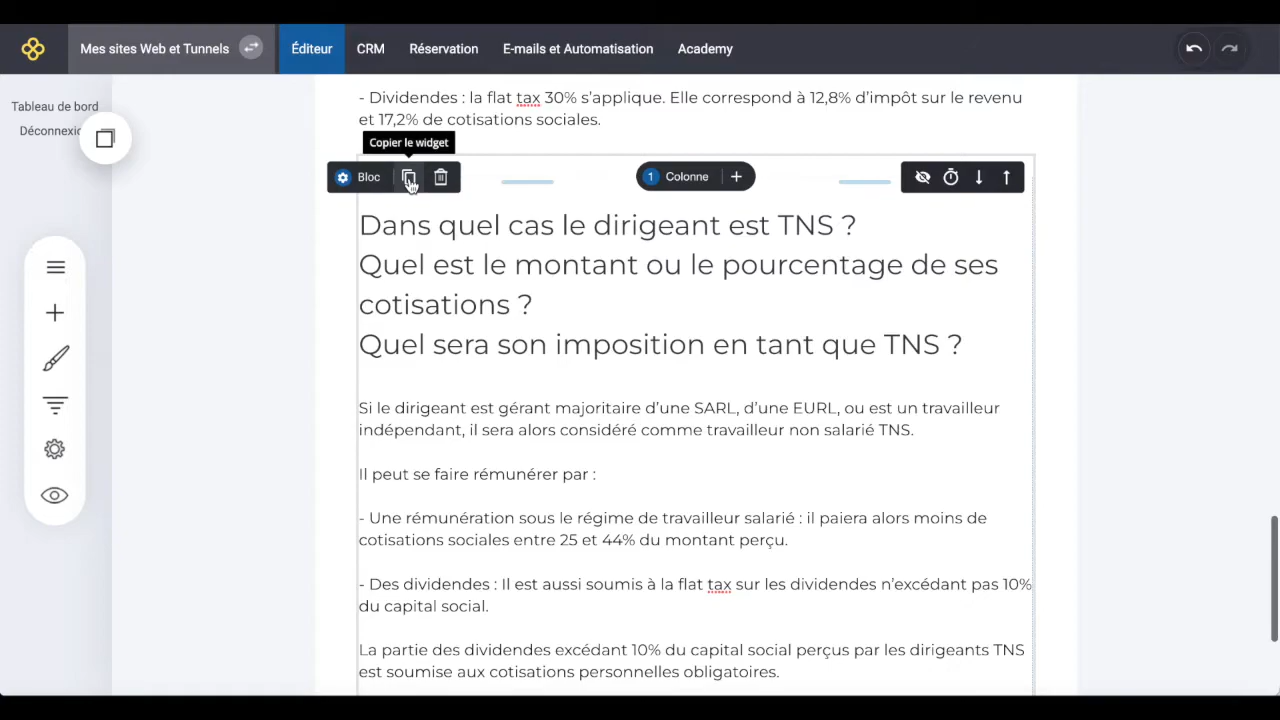 Mes sites Web et Tunnels Éditeur CRM Réservation E-mails et Automatisation Academy
Tableau de bord
Déconnexio
- Dividendes : la flat tax 30% s’applique. Elle correspond à 12,8% d’impôt sur le revenu
et 17,2% de cotisations sociales.
Copier le widget
Bloc 1 Colonne
Dans quel cas le dirigeant est TNS ?
Quel est le montant ou le pourcentage de ses
cotisations ?
Quel sera son imposition en tant que TNS ?
Si le dirigeant est gérant majoritaire d’une SARL, d’une EURL, ou est un travailleur
indépendant, il sera alors considéré comme travailleur non salarié TNS.
Il peut se faire rémunérer par :
- Une rémunération sous le régime de travailleur salarié : il paiera alors moins de
cotisations sociales entre 25 et 44% du montant perçu.
- Des dividendes : Il est aussi soumis à la flat tax sur les dividendes n’excédant pas 10%
du capital social.
La partie des dividendes excédant 10% du capital social perçus par les dirigeants TNS
est soumise aux cotisations personnelles obligatoires.